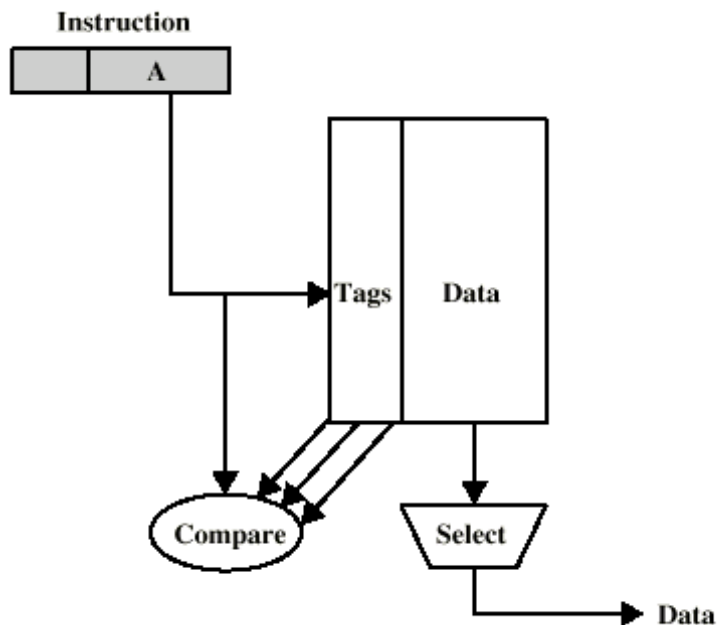 Instruction
A
Tags
Data
Compare
Select
Data